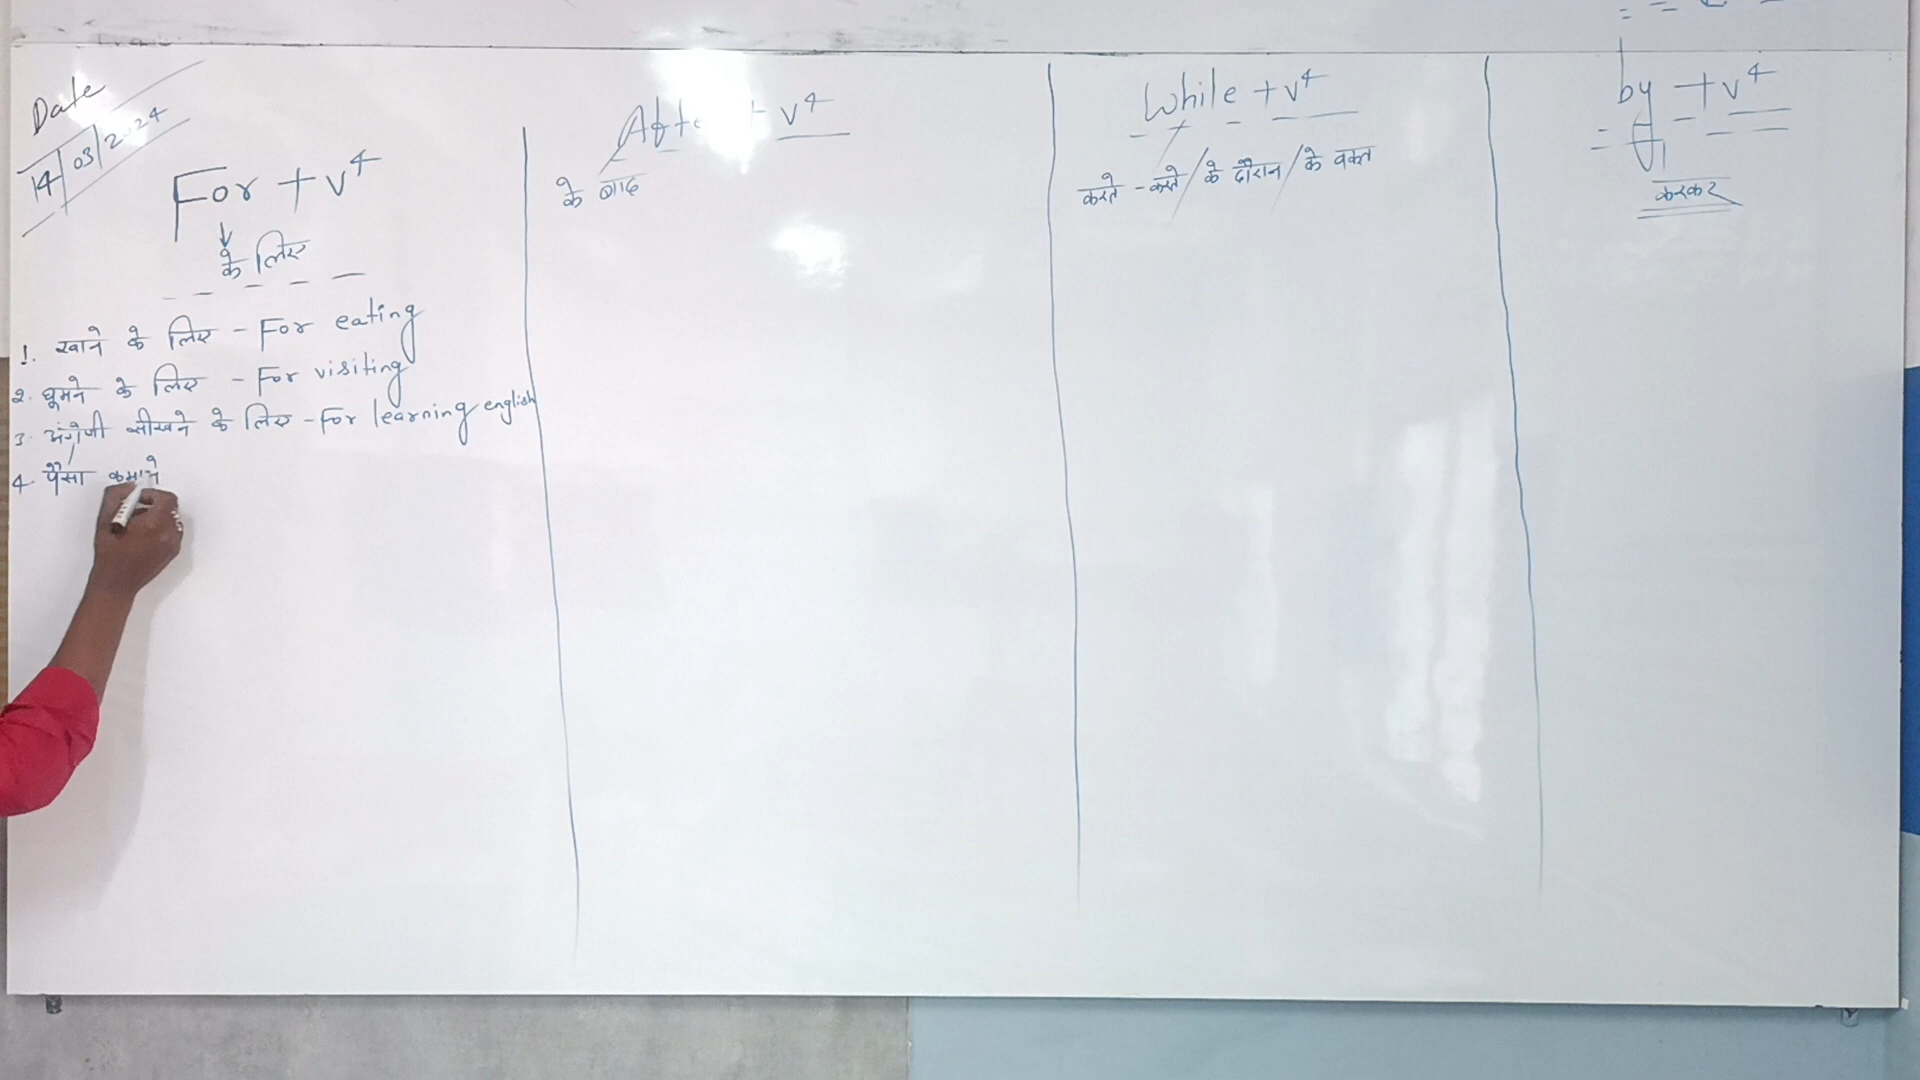 Date
14/03/2024
For + v4
के लिए
1. खाने के लिए - For eating
2. घूमने के लिए - For visiting
3. अंग्रेजी सीखने के लिए - For learning english
4. पैसा कमाने
After + v4
के बाद
While + v4
करते - करते / के दौरान / के वक्त
by + v4
करकर